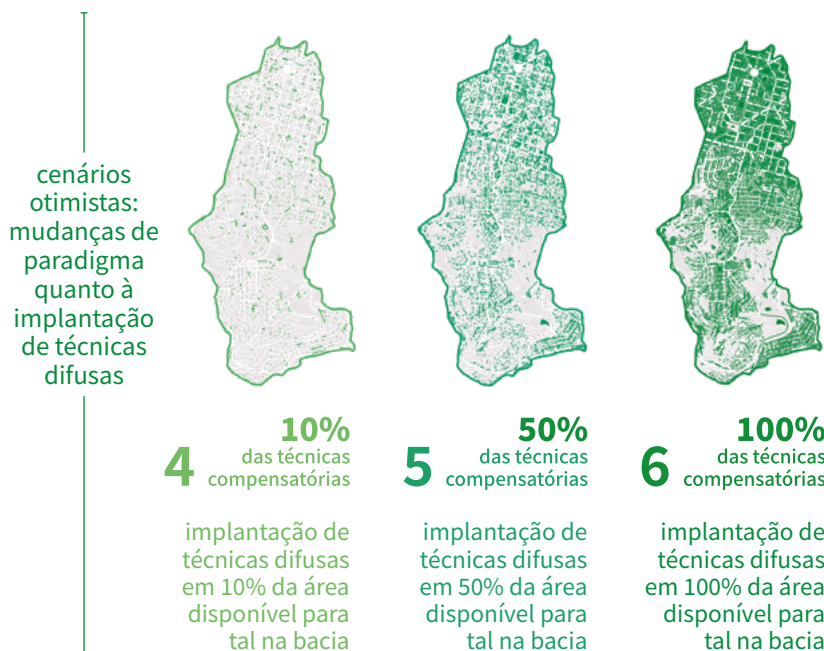 cenários
otimistas:
mudanças de
paradigma
quanto à
implantação
de técnicas
difusas
4
10%
das técnicas
compensatórias
implantação de
técnicas difusas
em 10% da área
disponível para
tal na bacia
5
50%
das técnicas
compensatórias
implantação de
técnicas difusas
em 50% da área
disponível para
tal na bacia
6
100%
das técnicas
compensatórias
implantação de
técnicas difusas
em 100% da área
disponível para
tal na bacia